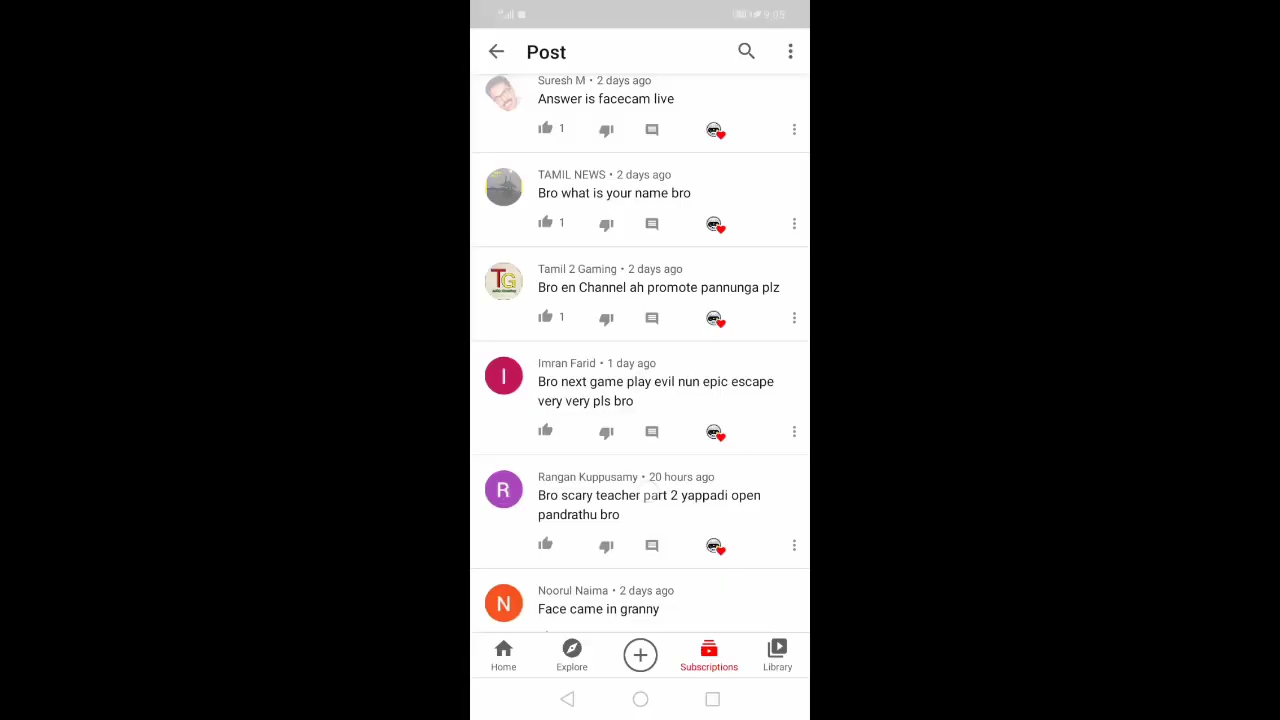 9:05
Post
Suresh M • 2 days ago
Answer is facecam live
1
TAMIL NEWS • 2 days ago
Bro what is your name bro
1
TG
Tamil 2 Gaming • 2 days ago
Bro en Channel ah promote pannunga plz
1
I
Imran Farid • 1 day ago
Bro next game play evil nun epic escape
very very pls bro
R
Rangan Kuppusamy • 20 hours ago
Bro scary teacher part 2 yappadi open
pandrathu bro
N
Noorul Naima • 2 days ago
Face came in granny
Home Explore Subscriptions Library